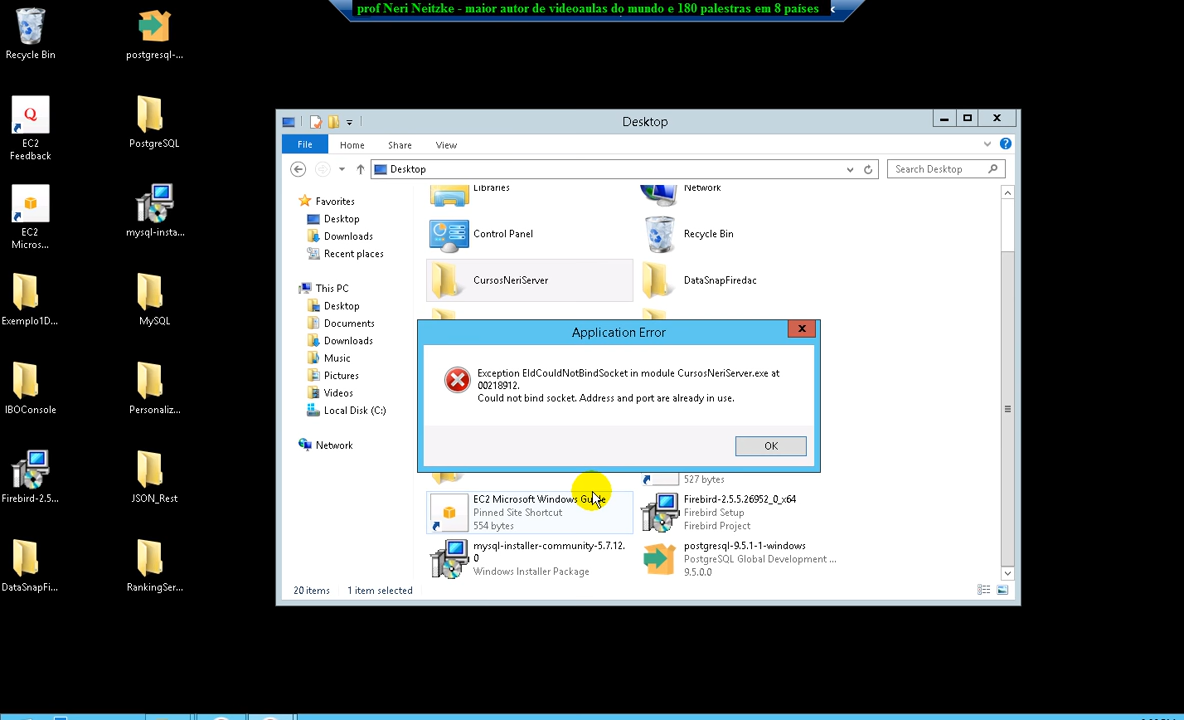 prof Neri Neitzke - maior autor de videoaulas do mundo e 180 palestras em 8 países
Recycle Bin
postgresql-...
EC2
Feedback
PostgreSQL
EC2
Micros...
mysql-insta...
Exemplo1D...
MySQL
IBOConsole
Personaliz...
Firebird-2.5...
JSON_Rest
DataSnapFi...
RankingSer...
Desktop
File
Home
Share
View
Desktop
Search Desktop
Favorites
Desktop
Downloads
Recent places
This PC
Desktop
Documents
Downloads
Music
Pictures
Videos
Local Disk (C:)
Network
Libraries
Network
Control Panel
Recycle Bin
CursosNeriServer
DataSnapFiredac
Application Error
Exception EIdCouldNotBindSocket in module CursosNeriServer.exe at
00218912.
Could not bind socket. Address and port are already in use.
OK
527 bytes
EC2 Microsoft Windows Guide
Pinned Site Shortcut
554 bytes
Firebird-2.5.5.26952_0_x64
Firebird Setup
Firebird Project
mysql-installer-community-5.7.12.
0
Windows Installer Package
postgresql-9.5.1-1-windows
PostgreSQL Global Development ...
9.5.0.0
20 items
1 item selected